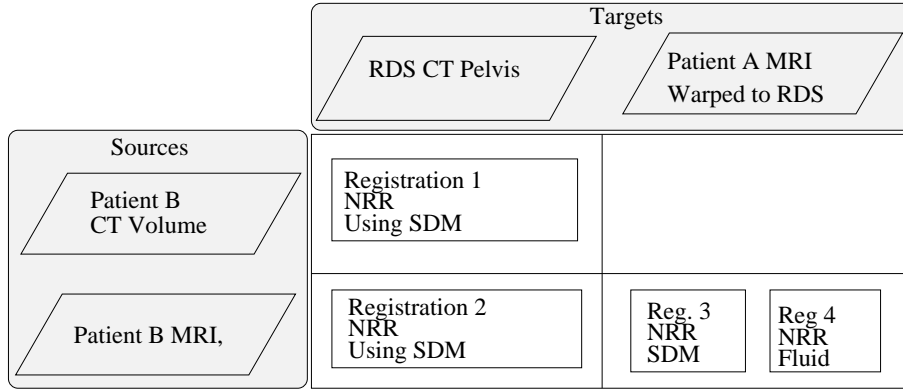 Targets
RDS CT Pelvis
Patient A MRI
Warped to RDS
Sources
Patient B
CT Volume
Registration 1
NRR
Using SDM
Patient B MRI,
Registration 2
NRR
Using SDM
Reg. 3
NRR
SDM
Reg 4
NRR
Fluid